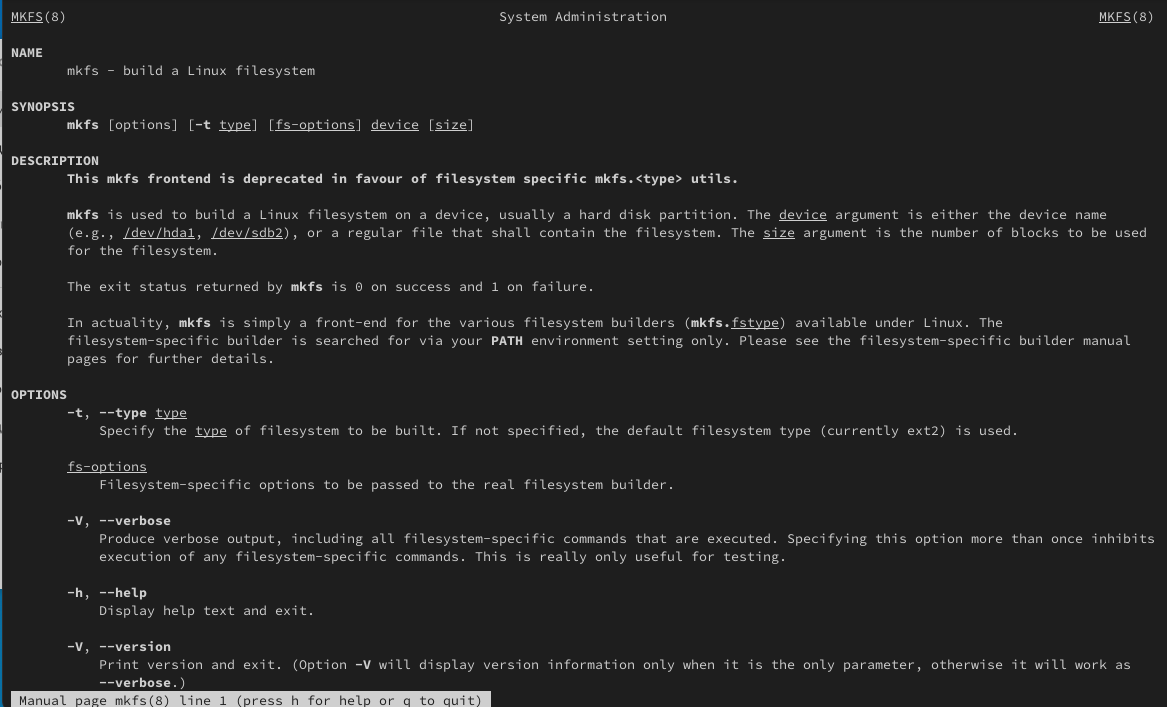 MKFS(8) System Administration MKFS(8)
NAME
mkfs - build a Linux filesystem
SYNOPSIS
mkfs [options] [-t type] [fs-options] device [size]
DESCRIPTION
This mkfs frontend is deprecated in favour of filesystem specific mkfs.<type> utils.
mkfs is used to build a Linux filesystem on a device, usually a hard disk partition. The device argument is either the device name
(e.g., /dev/hda1, /dev/sdb2), or a regular file that shall contain the filesystem. The size argument is the number of blocks to be used
for the filesystem.
The exit status returned by mkfs is 0 on success and 1 on failure.
In actuality, mkfs is simply a front-end for the various filesystem builders (mkfs.fstype) available under Linux. The
filesystem-specific builder is searched for via your PATH environment setting only. Please see the filesystem-specific builder manual
pages for further details.
OPTIONS
-t, --type type
Specify the type of filesystem to be built. If not specified, the default filesystem type (currently ext2) is used.
fs-options
Filesystem-specific options to be passed to the real filesystem builder.
-V, --verbose
Produce verbose output, including all filesystem-specific commands that are executed. Specifying this option more than once inhibits
execution of any filesystem-specific commands. This is really only useful for testing.
-h, --help
Display help text and exit.
-V, --version
Print version and exit. (Option -V will display version information only when it is the only parameter, otherwise it will work as
--verbose.)
Manual page mkfs(8) line 1 (press h for help or q to quit)